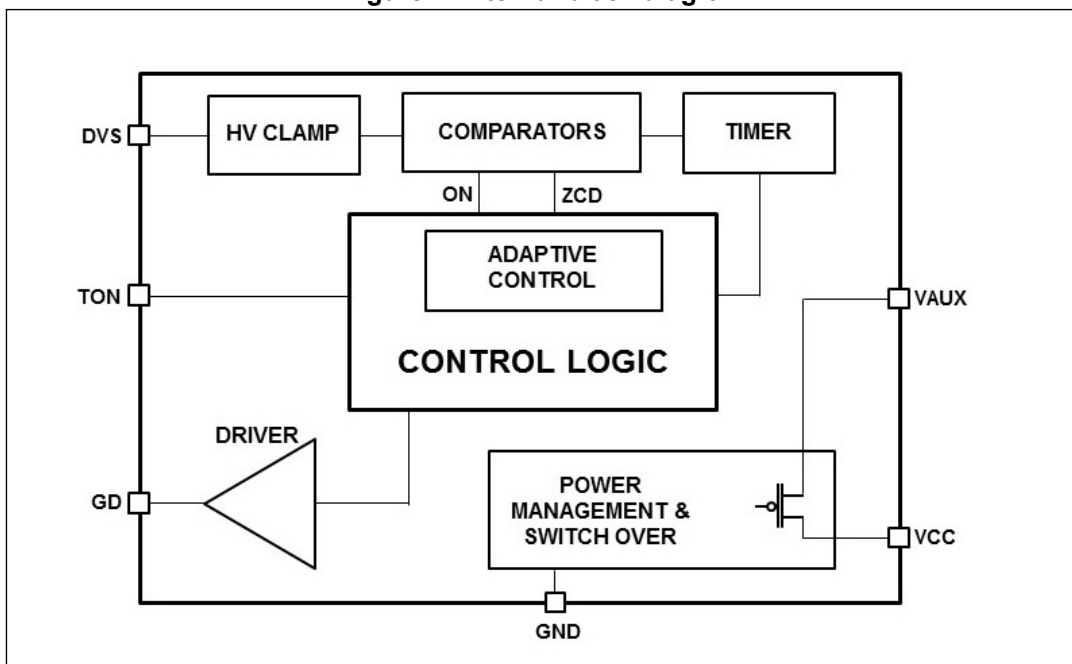 DVS
HV CLAMP
COMPARATORS
TIMER
ON
ZCD
ADAPTIVE
CONTROL
TON
VAUX
CONTROL LOGIC
DRIVER
GD
POWER
MANAGEMENT &
SWITCH OVER
VCC
GND